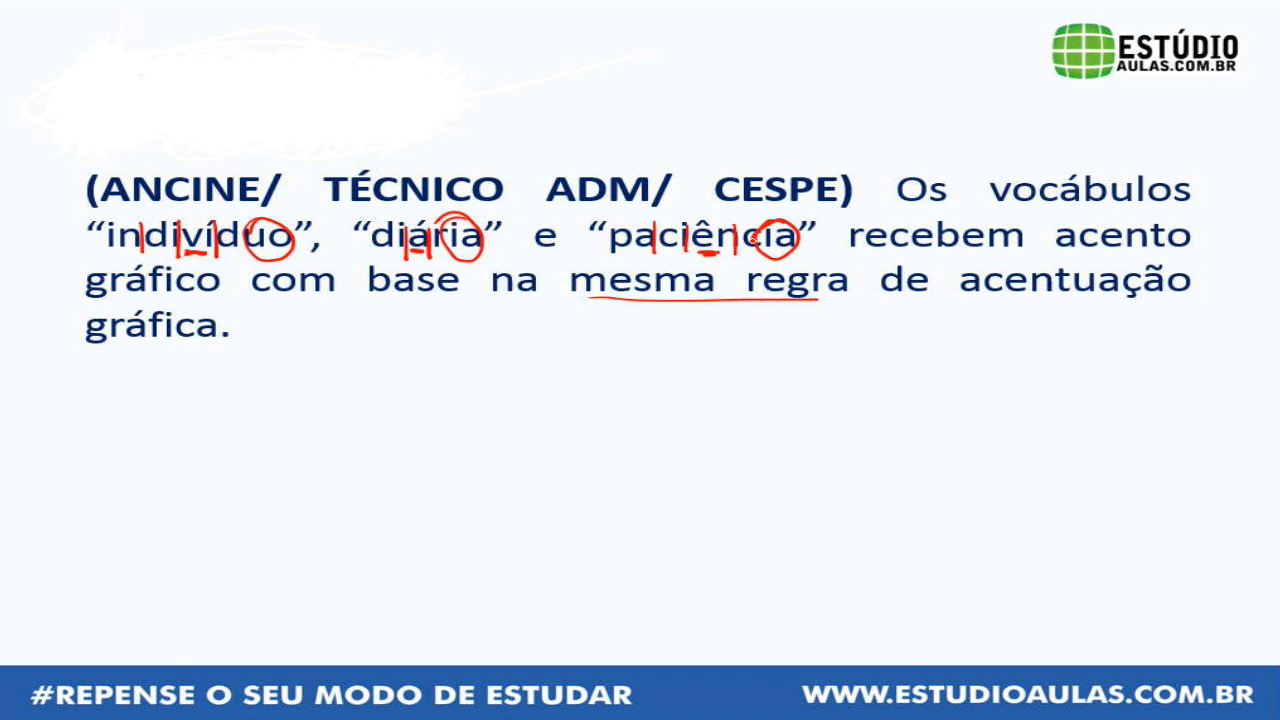 ESTÚDIO
AULAS.COM.BR
(ANCINE/ TÉCNICO ADM/ CESPE) Os vocábulos
“indivíduo”, “diária” e “paciência” recebem acento
gráfico com base na mesma regra de acentuação
gráfica.
#REPENSE O SEU MODO DE ESTUDAR
WWW.ESTUDIOAULAS.COM.BR